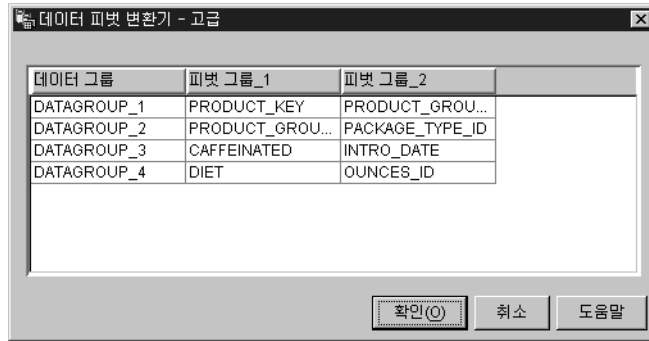 데이터 피벗 변환기 - 고급
데이터 그룹 피벗 그룹_1 피벗 그룹_2
DATAGROUP_1 PRODUCT_KEY PRODUCT_GROU...
DATAGROUP_2 PRODUCT_GROU... PACKAGE_TYPE_ID
DATAGROUP_3 CAFFEINATED INTRO_DATE
DATAGROUP_4 DIET OUNCES_ID
확인(O) 취소 도움말